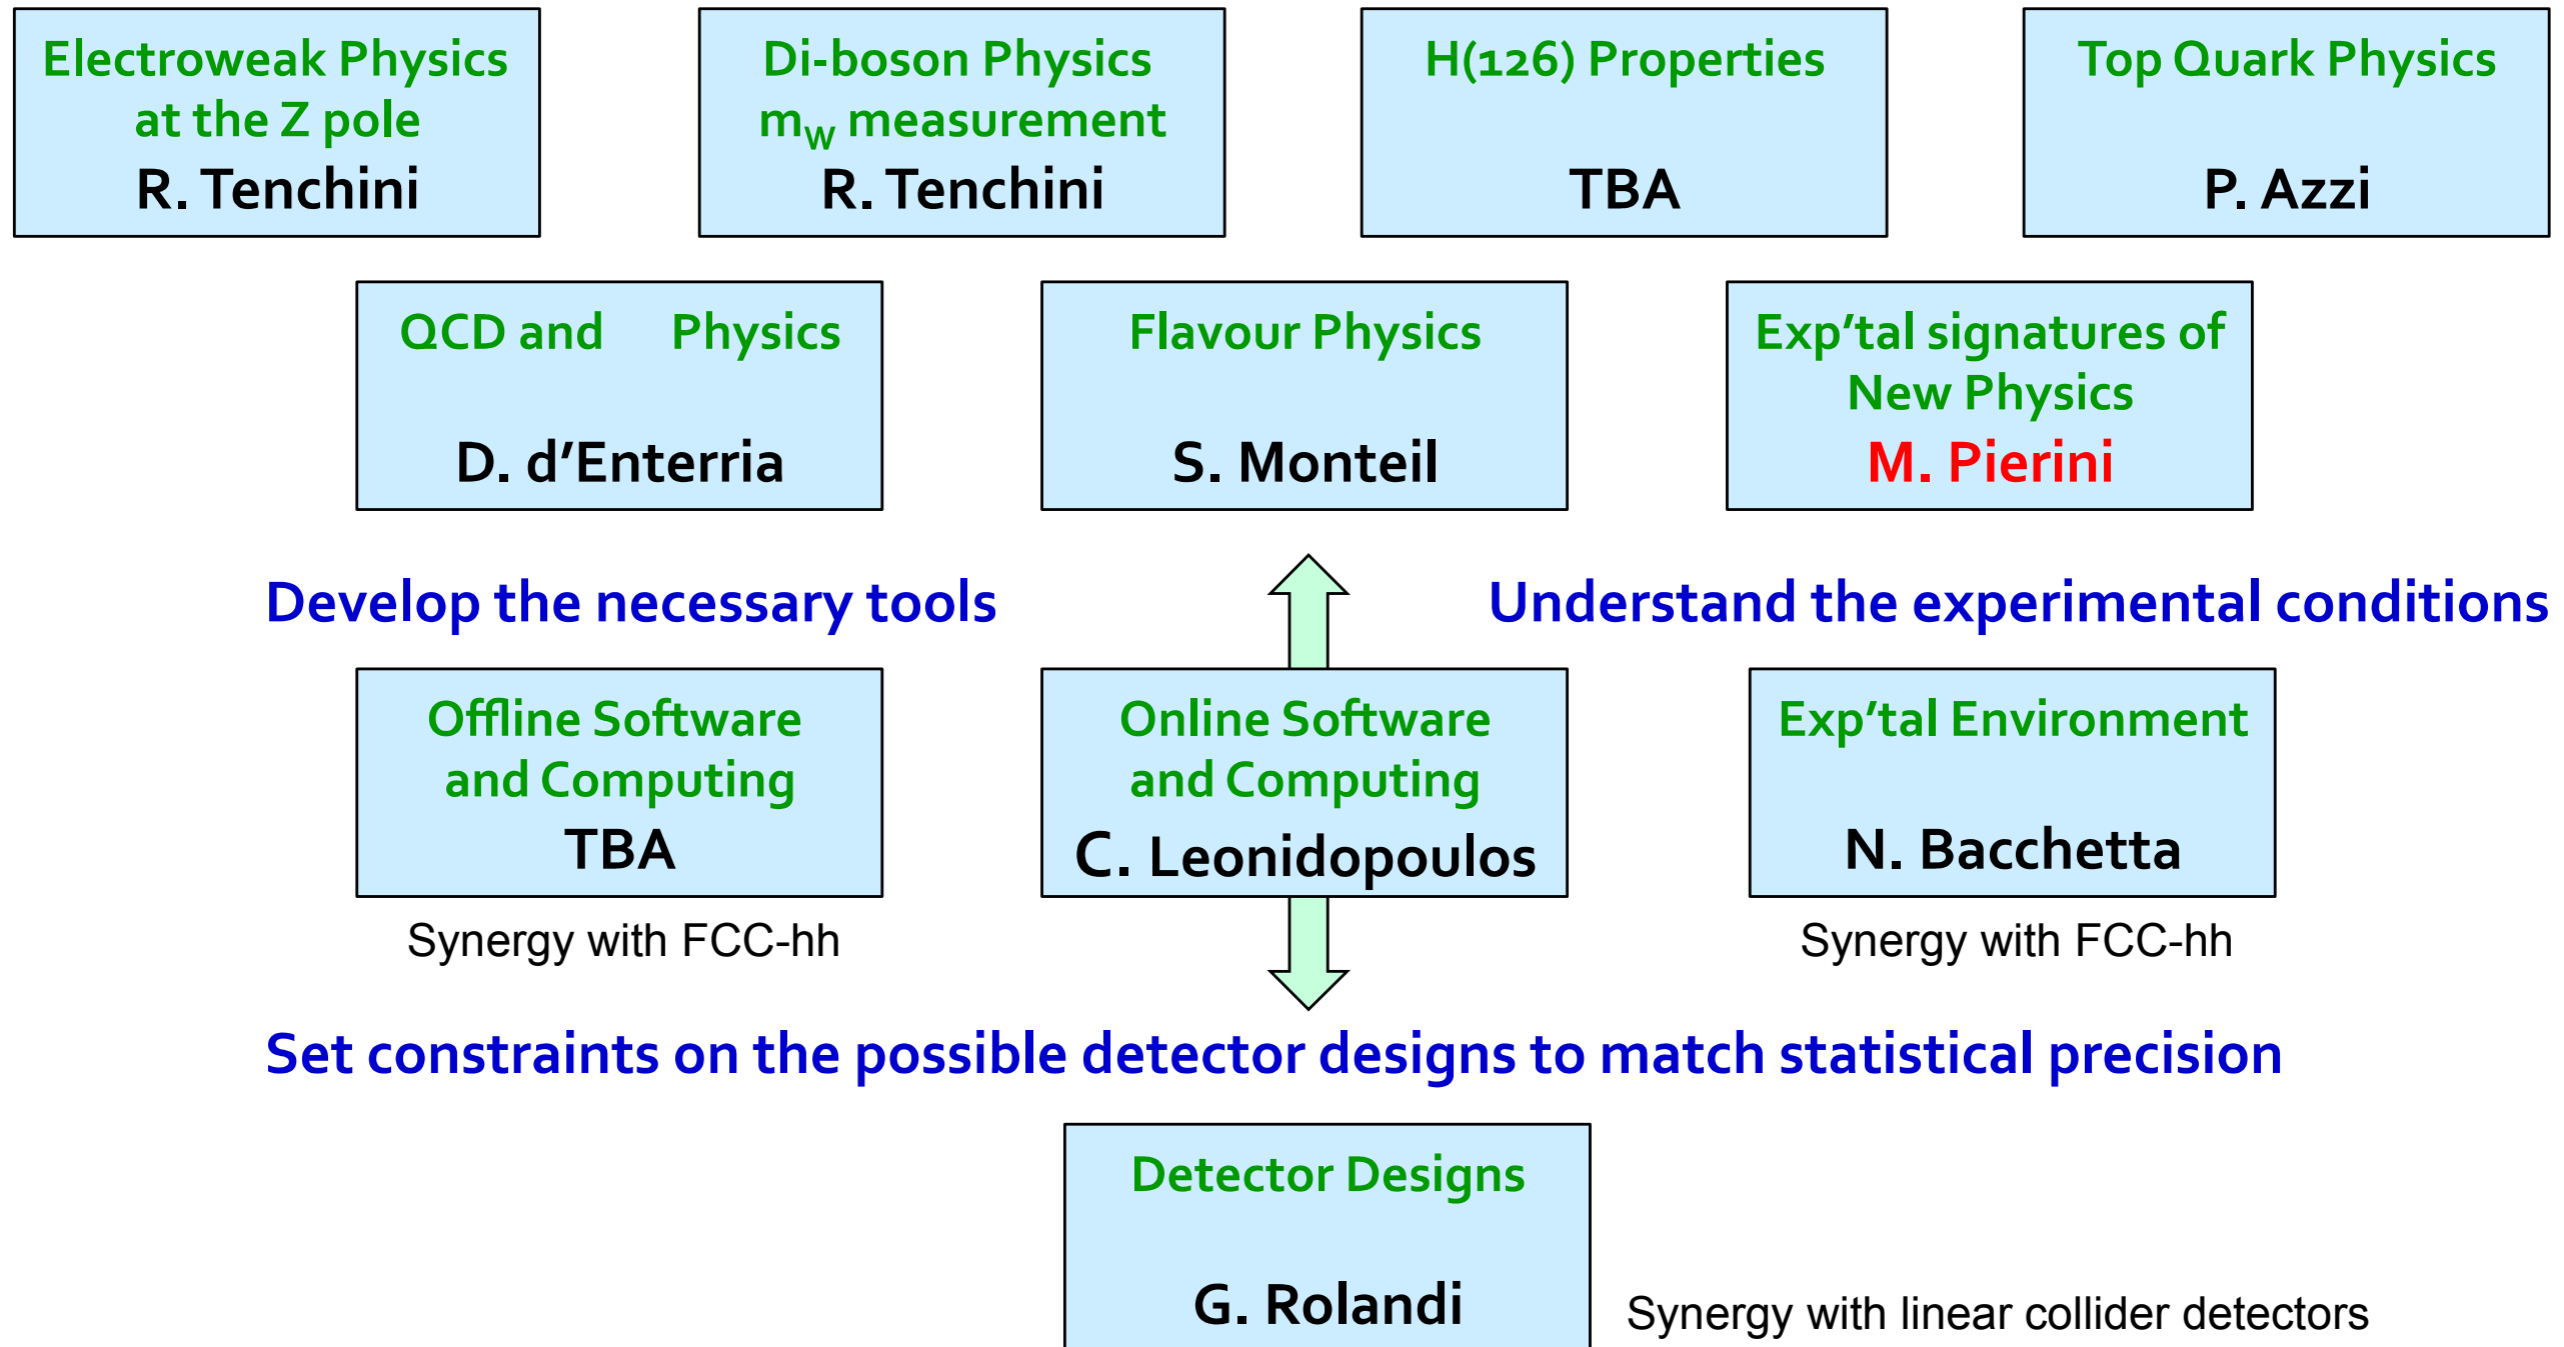 Electroweak Physics
at the Z pole
R. Tenchini
Di-boson Physics
m_W measurement
R. Tenchini
H(126) Properties
TBA
Top Quark Physics
P. Azzi
QCD and Physics
D. d’Enterria
Flavour Physics
S. Monteil
Exp’tal signatures of
New Physics
M. Pierini
Develop the necessary tools
Understand the experimental conditions
Offline Software
and Computing
TBA
Online Software
and Computing
C. Leonidopoulos
Exp’tal Environment
N. Bacchetta
Synergy with FCC-hh
Synergy with FCC-hh
Set constraints on the possible detector designs to match statistical precision
Detector Designs
G. Rolandi
Synergy with linear collider detectors